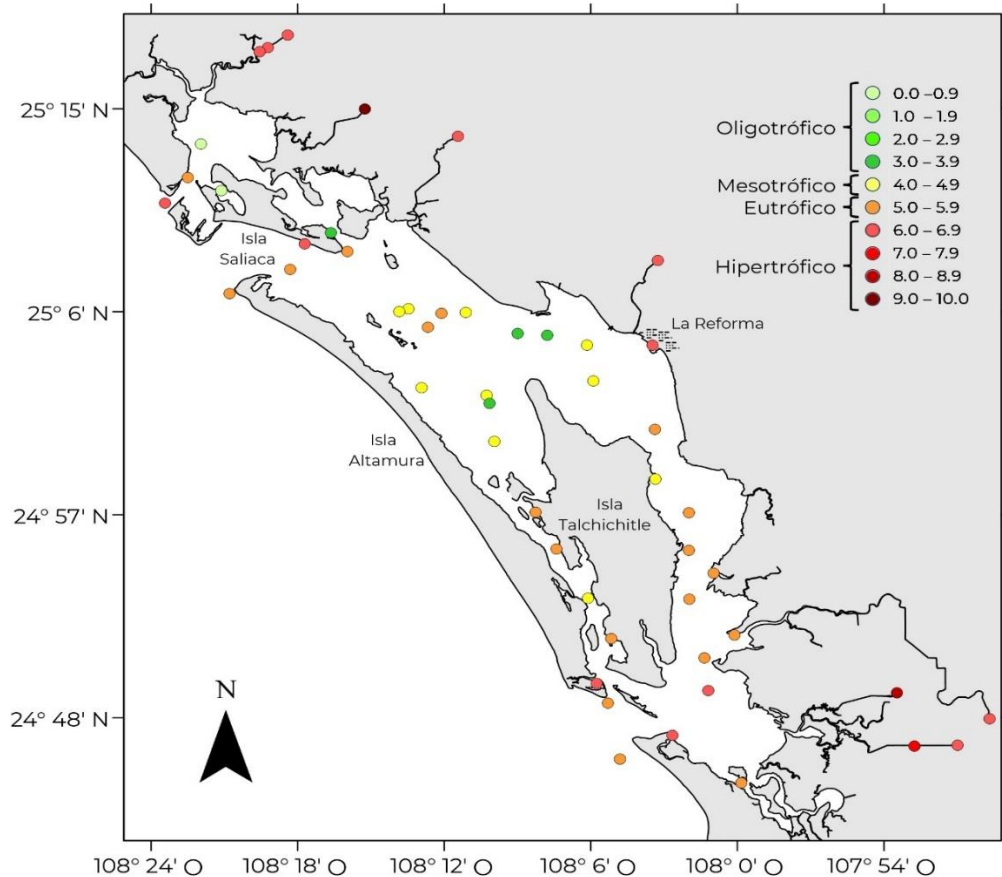 25° 15' N
25° 6' N
24° 57' N
24° 48' N
Oligotrófico
0.0 – 0.9
1.0 – 1.9
2.0 – 2.9
3.0 – 3.9
Mesotrófico
4.0 – 4.9
Eutrófico
5.0 – 5.9
Hipertrófico
6.0 – 6.9
7.0 – 7.9
8.0 – 8.9
9.0 – 10.0
Isla
Saliaca
La Reforma
Isla
Altamura
Isla
Talchichitle
N
108° 24' O
108° 18' O
108° 12' O
108° 6' O
108° 0' O
107° 54' O